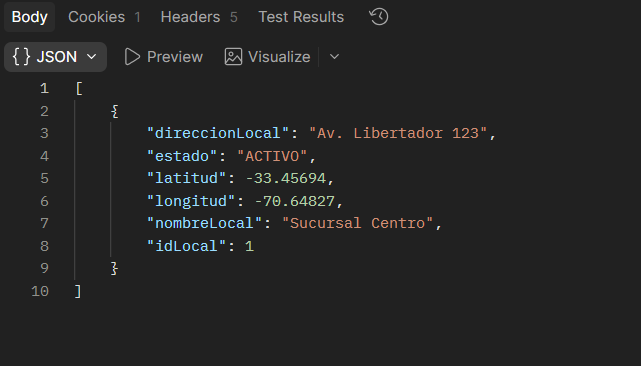 Body Cookies 1 Headers 5 Test Results
{} JSON Preview Visualize
1 [
2 {
3 "direccionLocal": "Av. Libertador 123",
4 "estado": "ACTIVO",
5 "latitud": -33.45694,
6 "longitud": -70.64827,
7 "nombreLocal": "Sucursal Centro",
8 "idLocal": 1
9 }
10 ]